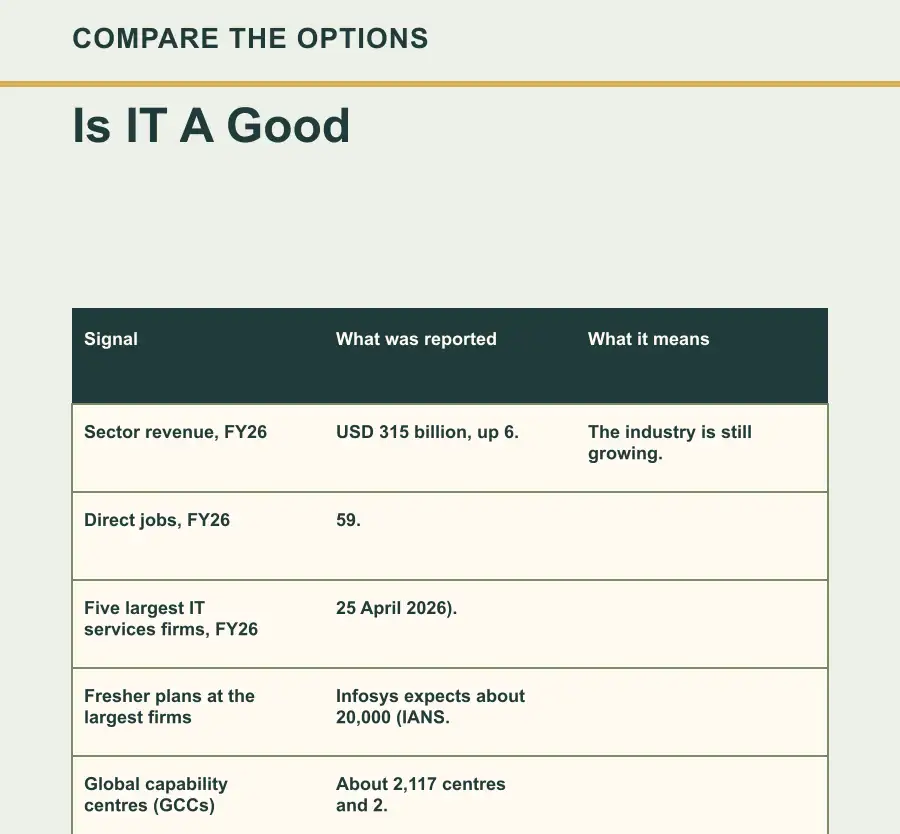 COMPARE THE OPTIONS
Is IT A Good
Signal What was reported What it means
Sector revenue, FY26 USD 315 billion, up 6. The industry is still
growing.
Direct jobs, FY26 59.
Five largest IT 25 April 2026).
services firms, FY26
Fresher plans at the Infosys expects about
largest firms 20,000 (IANS.
Global capability About 2,117 centres
centres (GCCs) and 2.